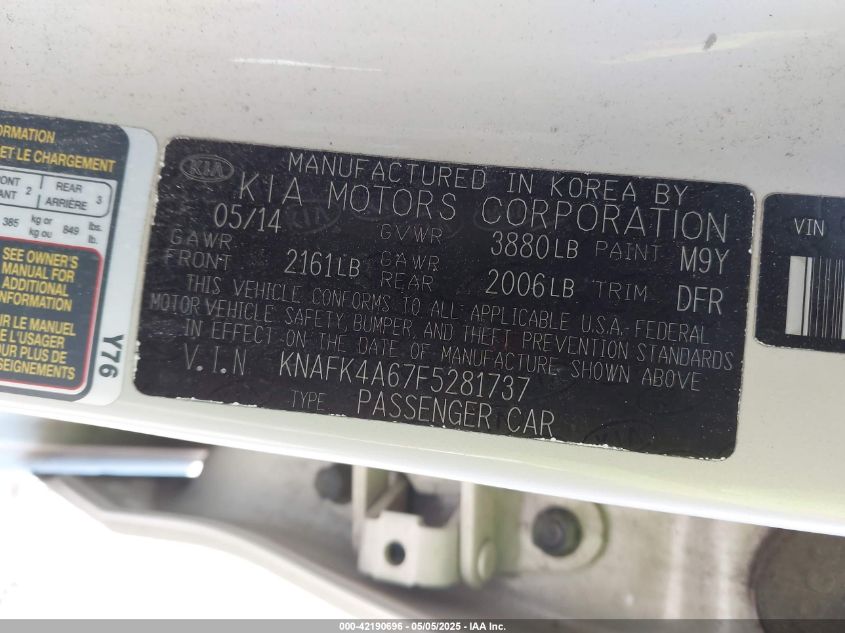 ORMATION
ET LE CHARGEMENT
ONT 2 REAR 3
ANT ARRIÈRE
385 kg or 849 lbs.
kg ou lb.
SEE OWNER'S
MANUAL FOR
ADDITIONAL
INFORMATION
IR LE MANUEL
E L'USAGER
OUR PLUS DE
SEIGNEMENTS
Y76
KIA
MANUFACTURED IN KOREA BY
KIA MOTORS CORPORATION
05/14 GVWR 3880LB PAINT M9Y
GAWR FRONT 2161LB GAWR REAR 2006LB TRIM DFR
THIS VEHICLE CONFORMS TO ALL APPLICABLE U.S.A. FEDERAL
MOTOR VEHICLE SAFETY, BUMPER, AND THEFT PREVENTION STANDARDS
IN EFFECT ON THE DATE OF MANUFACTURE SHOWN ABOVE
V.I.N KNAFK4A67F5281737
TYPE PASSENGER CAR
VIN
000-42190696 - 05/05/2025 - IAA Inc.